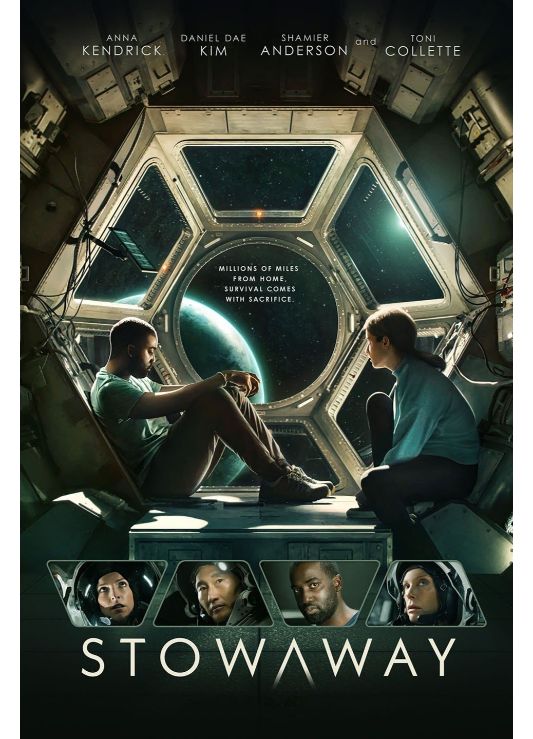 ANNA KENDRICK
DANIEL DAE KIM
SHAMIER ANDERSON
and
TONI COLLETTE
MILLIONS OF MILES
FROM HOME,
SURVIVAL COMES
WITH SACRIFICE.
STOWAWAY